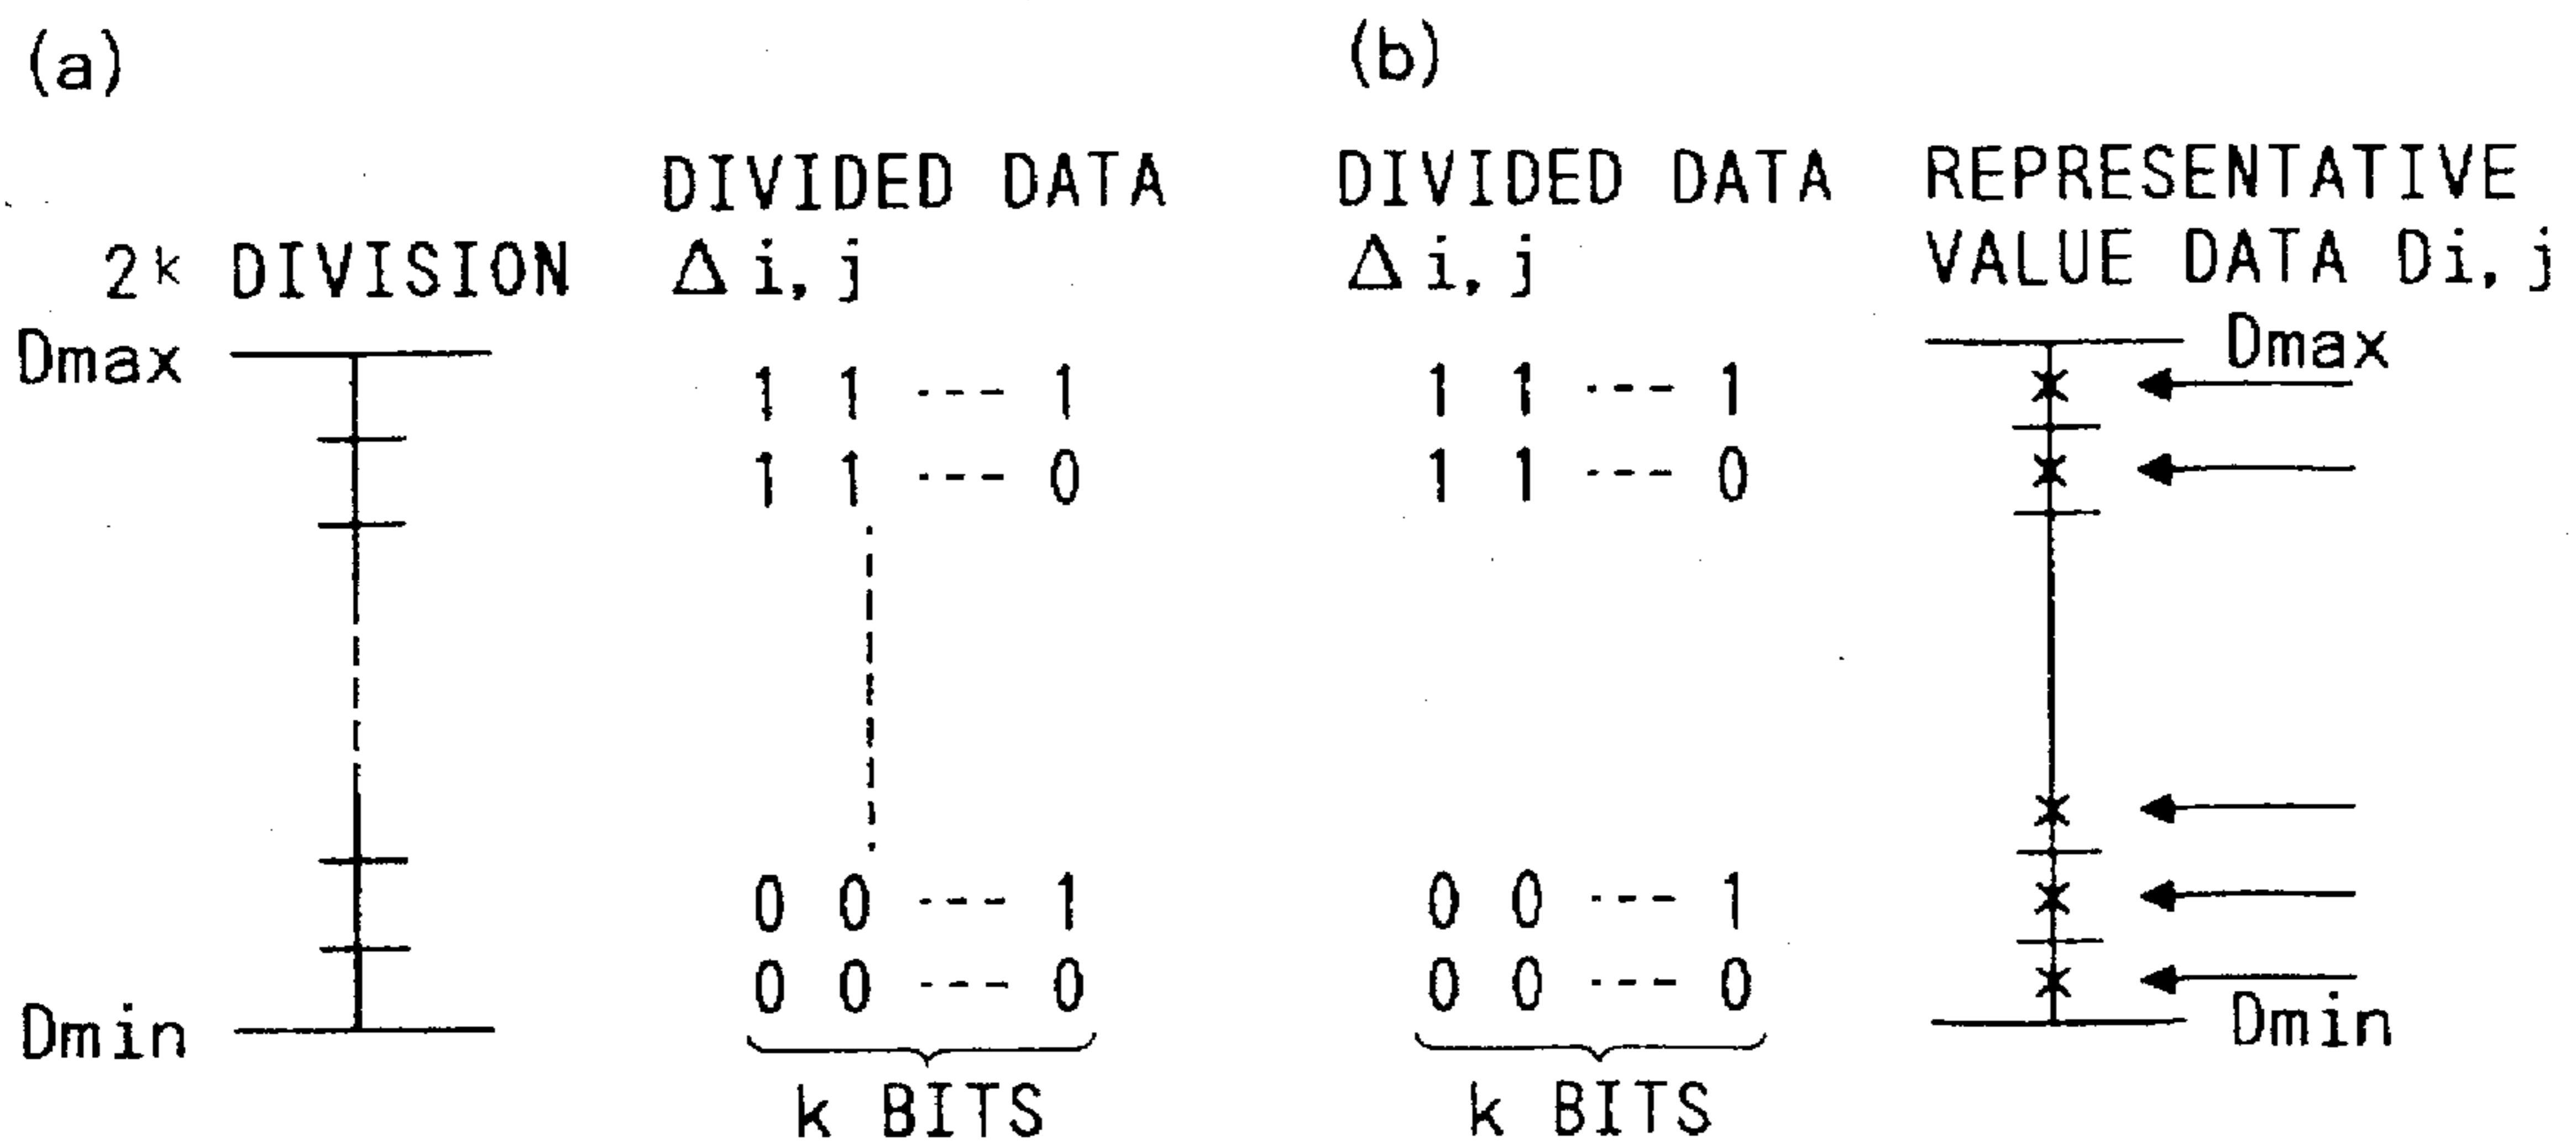 (a)
2k DIVISION
DIVIDED DATA
Δi, j
Dmax
1 1 --- 1
1 1 --- 0
0 0 --- 1
0 0 --- 0
Dmin
k BITS
(b)
DIVIDED DATA
Δi, j
REPRESENTATIVE
VALUE DATA Di, j
1 1 --- 1
Dmax
1 1 --- 0
0 0 --- 1
0 0 --- 0
Dmin
k BITS